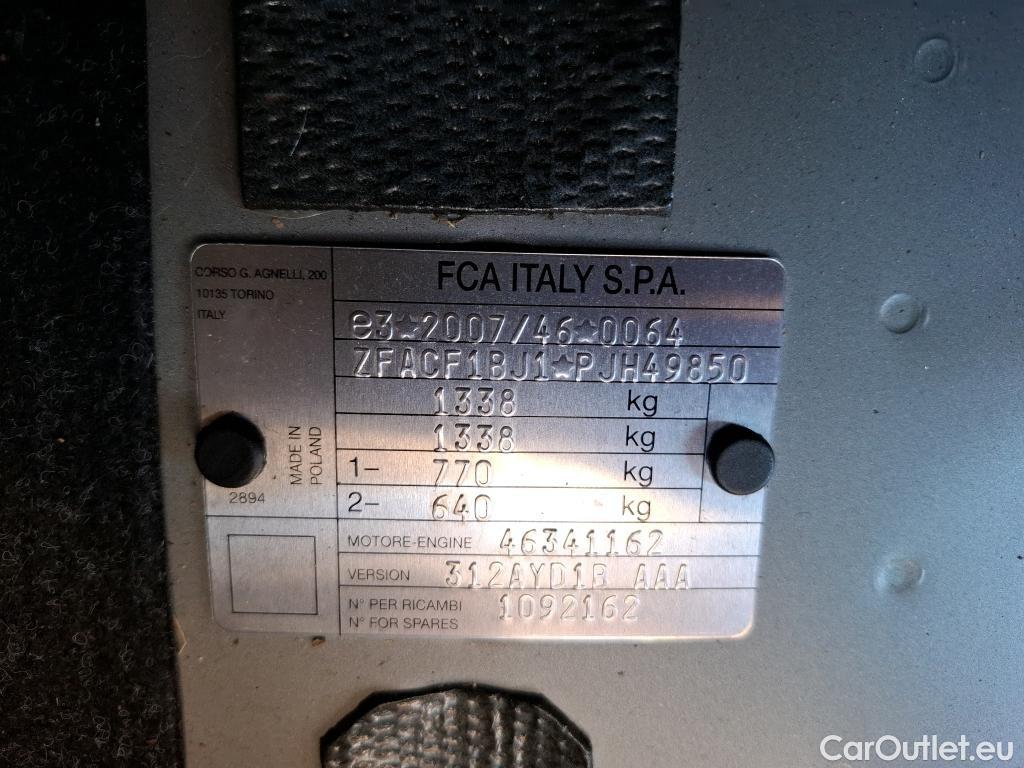 CORSO G. AGNELLI, 200
10135 TORINO
ITALY
MADE IN
POLAND
2894
FCA ITALY S.P.A.
e3★2007/46★0064
ZFACF1BJ1★PJH49850
1338 kg
1338 kg
1- 770 kg
2- 640 kg
MOTORE-ENGINE 46341162
VERSION 312AYD1B AAA
N° PER RICAMBI
N° FOR SPARES
1092162
CarOutlet.eu